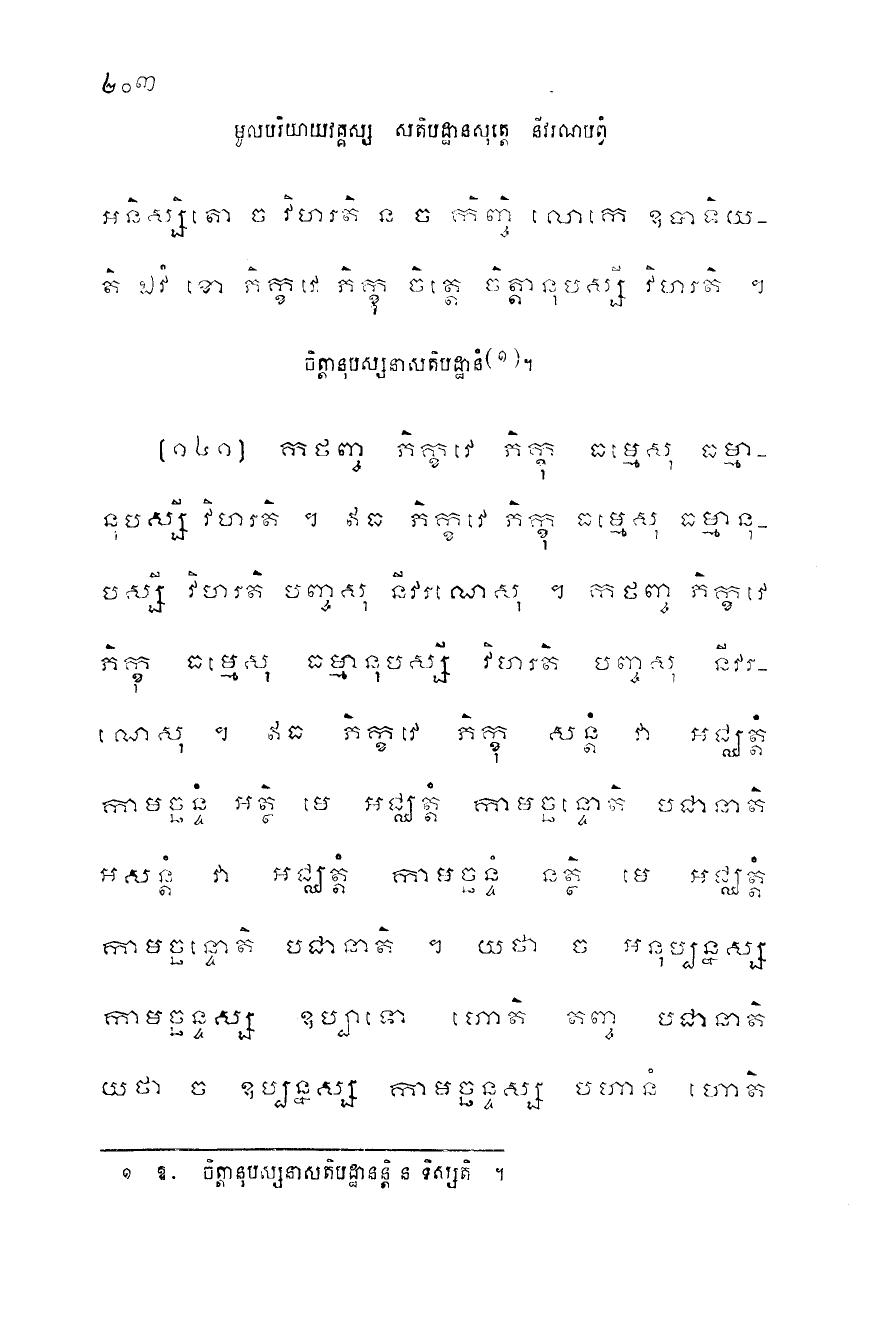 ២០៣
មូលបរិយាយវគ្គស្ស សតិបដ្ឋានសុត្តេ នីវរណបព្វំ
អនិស្សិតោ ច វិហរតិ ន ច កិញ្ចិ លោកេ ឧបាទិយ-
តិ ឯវំ ខោ ភិក្ខវេ ភិក្ខុ ចិត្តេ ចិត្តានុបស្សី វិហរតិ ។
ចិត្តានុបស្សនាសតិបដ្ឋានំ(១)។
[១៤១] កថញ្ច ភិក្ខវេ ភិក្ខុ ធម្មេសុ ធម្មា-
នុបស្សី វិហរតិ ។ ឥធ ភិក្ខវេ ភិក្ខុ ធម្មេសុ ធម្មានុ-
បស្សី វិហរតិ បញ្ចសុ នីវរណេសុ ។ កថញ្ច ភិក្ខវេ
ភិក្ខុ ធម្មេសុ ធម្មានុបស្សី វិហរតិ បញ្ចសុ នីវរ-
ណេសុ ។ ឥធ ភិក្ខវេ ភិក្ខុ សន្តំ វា អជ្ឈត្តំ
កាមច្ឆន្ទំ អត្ថិ មេ អជ្ឈត្តំ កាមច្ឆន្ទោតិ បជានាតិ
អសន្តំ វា អជ្ឈត្តំ កាមច្ឆន្ទំ នត្ថិ មេ អជ្ឈត្តំ
កាមច្ឆន្ទោតិ បជានាតិ ។ យថា ច អនុប្បន្នស្ស
កាមច្ឆន្ទស្ស ឧប្បាទោ ហោតិ តញ្ច បជានាតិ
យថា ច ឧប្បន្នស្ស កាមច្ឆន្ទស្ស បហានំ ហោតិ
១ ឱ. ចិត្តានុបស្សនាសតិបដ្ឋានន្តិ ន ទិស្សតិ ។